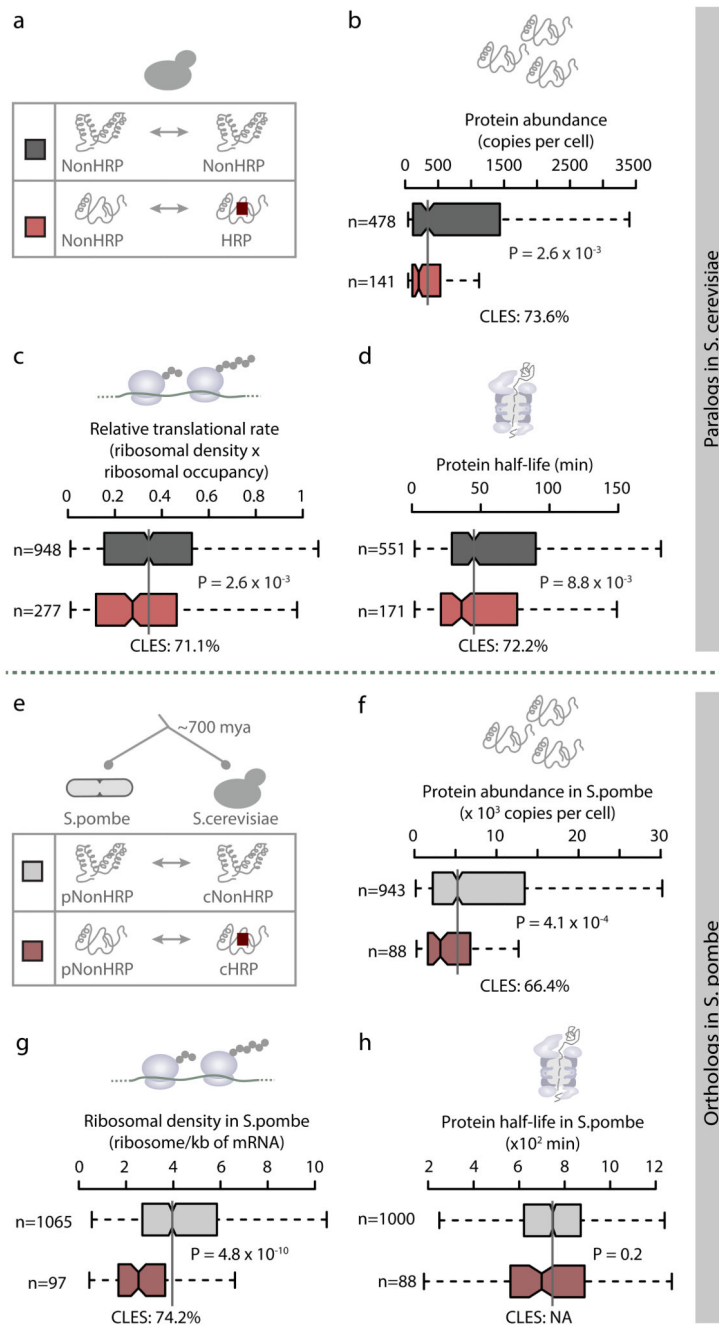 a
NonHRP NonHRP
NonHRP HRP
b
Protein abundance
(copies per cell)
0 500 1500 2500 3500
n=478
P = 2.6 x 10⁻³
n=141
CLES: 73.6%
c
Relative translational rate
(ribosomal density x
ribosomal occupancy)
0 0.2 0.4 0.6 0.8 1
n=948
P = 2.6 x 10⁻³
n=277
CLES: 71.1%
d
Protein half-life (min)
0 50 100 150
n=551
P = 8.8 x 10⁻³
n=171
CLES: 72.2%
Paralogs in S. cerevisiae
e
~700 mya
S.pombe S.cerevisiae
pNonHRP cNonHRP
pNonHRP cHRP
f
Protein abundance in S.pombe
(x 10³ copies per cell)
0 10 20 30
n=943
P = 4.1 x 10⁻⁴
n=88
CLES: 66.4%
g
Ribosomal density in S.pombe
(ribosome/kb of mRNA)
0 2 4 6 8 10
n=1065
P = 4.8 x 10⁻¹⁰
n=97
CLES: 74.2%
h
Protein half-life in S.pombe
(x10² min)
2 4 6 8 10 12
n=1000
P = 0.2
n=88
CLES: NA
Orthologs in S. pombe